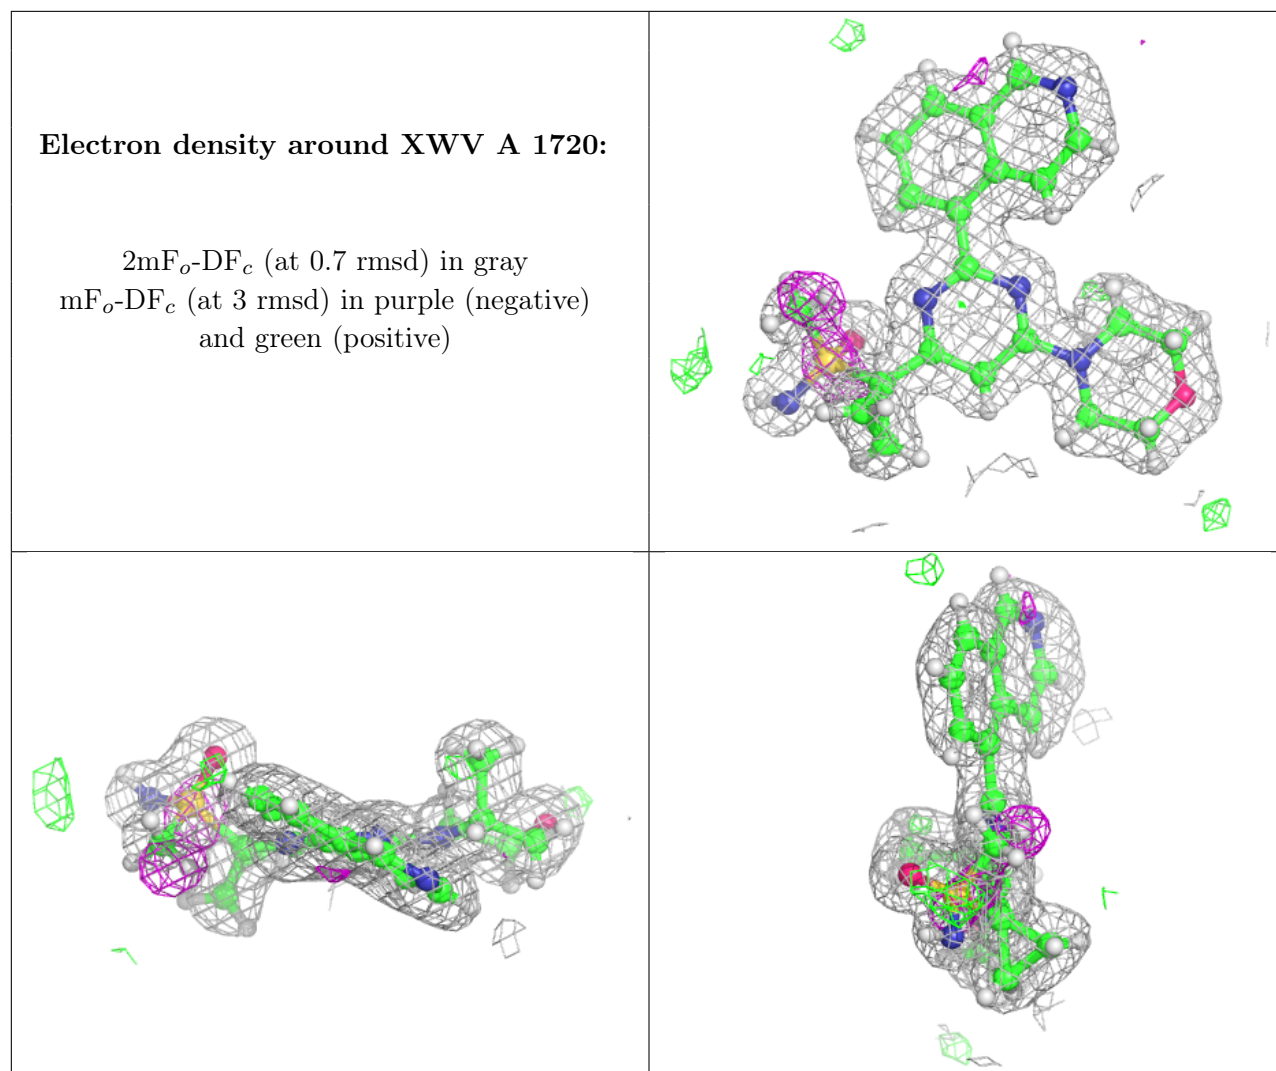 Electron density around XWV A 1720:
2mFₒ-DF𝒸 (at 0.7 rmsd) in gray
mFₒ-DF𝒸 (at 3 rmsd) in purple (negative)
and green (positive)